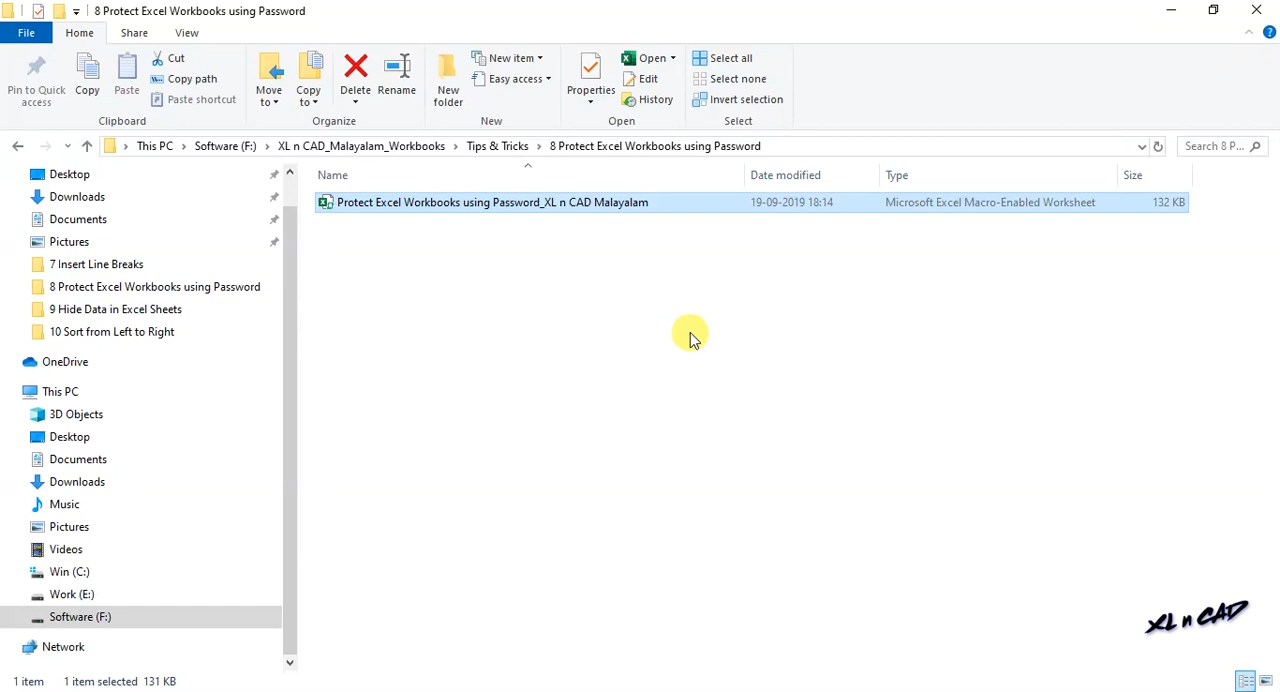 8 Protect Excel Workbooks using Password
File Home Share View
Pin to Quick access
Copy
Paste
Cut
Copy path
Paste shortcut
Clipboard
Move to
Copy to
Delete
Rename
Organize
New folder
New item
Easy access
New
Properties
Open
Edit
History
Open
Select all
Select none
Invert selection
Select
This PC > Software (F:) > XL n CAD_Malayalam_Workbooks > Tips & Tricks > 8 Protect Excel Workbooks using Password
Search 8 P...
Desktop
Downloads
Documents
Pictures
7 Insert Line Breaks
8 Protect Excel Workbooks using Password
9 Hide Data in Excel Sheets
10 Sort from Left to Right
OneDrive
This PC
3D Objects
Desktop
Documents
Downloads
Music
Pictures
Videos
Win (C:)
Work (E:)
Software (F:)
Network
Name Date modified Type Size
Protect Excel Workbooks using Password_XL n CAD Malayalam 19-09-2019 18:14 Microsoft Excel Macro-Enabled Worksheet 132 KB
XL n CAD
1 item 1 item selected 131 KB